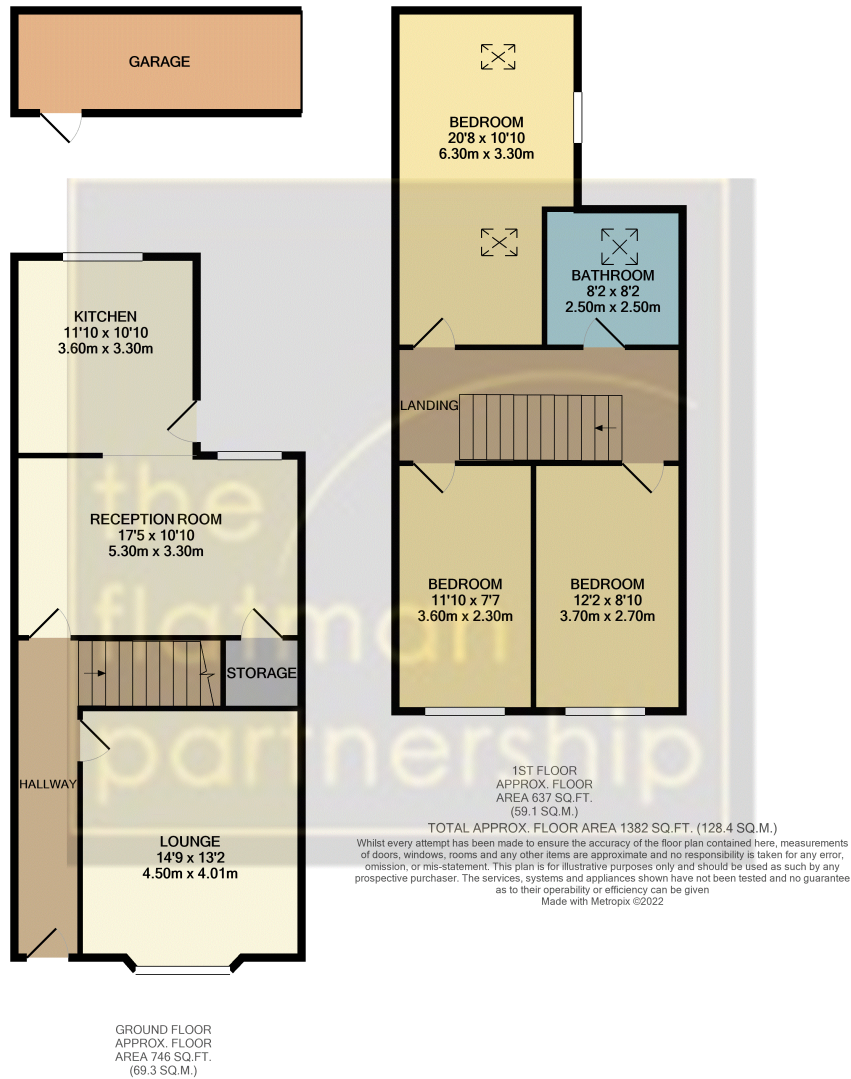 GARAGE
KITCHEN
11'10 x 10'10
3.60m x 3.30m
RECEPTION ROOM
17'5 x 10'10
5.30m x 3.30m
STORAGE
HALLWAY
LOUNGE
14'9 x 13'2
4.50m x 4.01m
GROUND FLOOR
APPROX. FLOOR
AREA 746 SQ.FT.
(69.3 SQ.M.)
BEDROOM
20'8 x 10'10
6.30m x 3.30m
BATHROOM
8'2 x 8'2
2.50m x 2.50m
LANDING
BEDROOM
11'10 x 7'7
3.60m x 2.30m
BEDROOM
12'2 x 8'10
3.70m x 2.70m
the
flatman
partnership
1ST FLOOR
APPROX. FLOOR
AREA 637 SQ.FT.
(59.1 SQ.M.)
TOTAL APPROX. FLOOR AREA 1382 SQ.FT. (128.4 SQ.M.)
Whilst every attempt has been made to ensure the accuracy of the floor plan contained here, measurements
of doors, windows, rooms and any other items are approximate and no responsibility is taken for any error,
omission, or mis-statement. This plan is for illustrative purposes only and should be used as such by any
prospective purchaser. The services, systems and appliances shown have not been tested and no guarantee
as to their operability or efficiency can be given
Made with Metropix ©2022